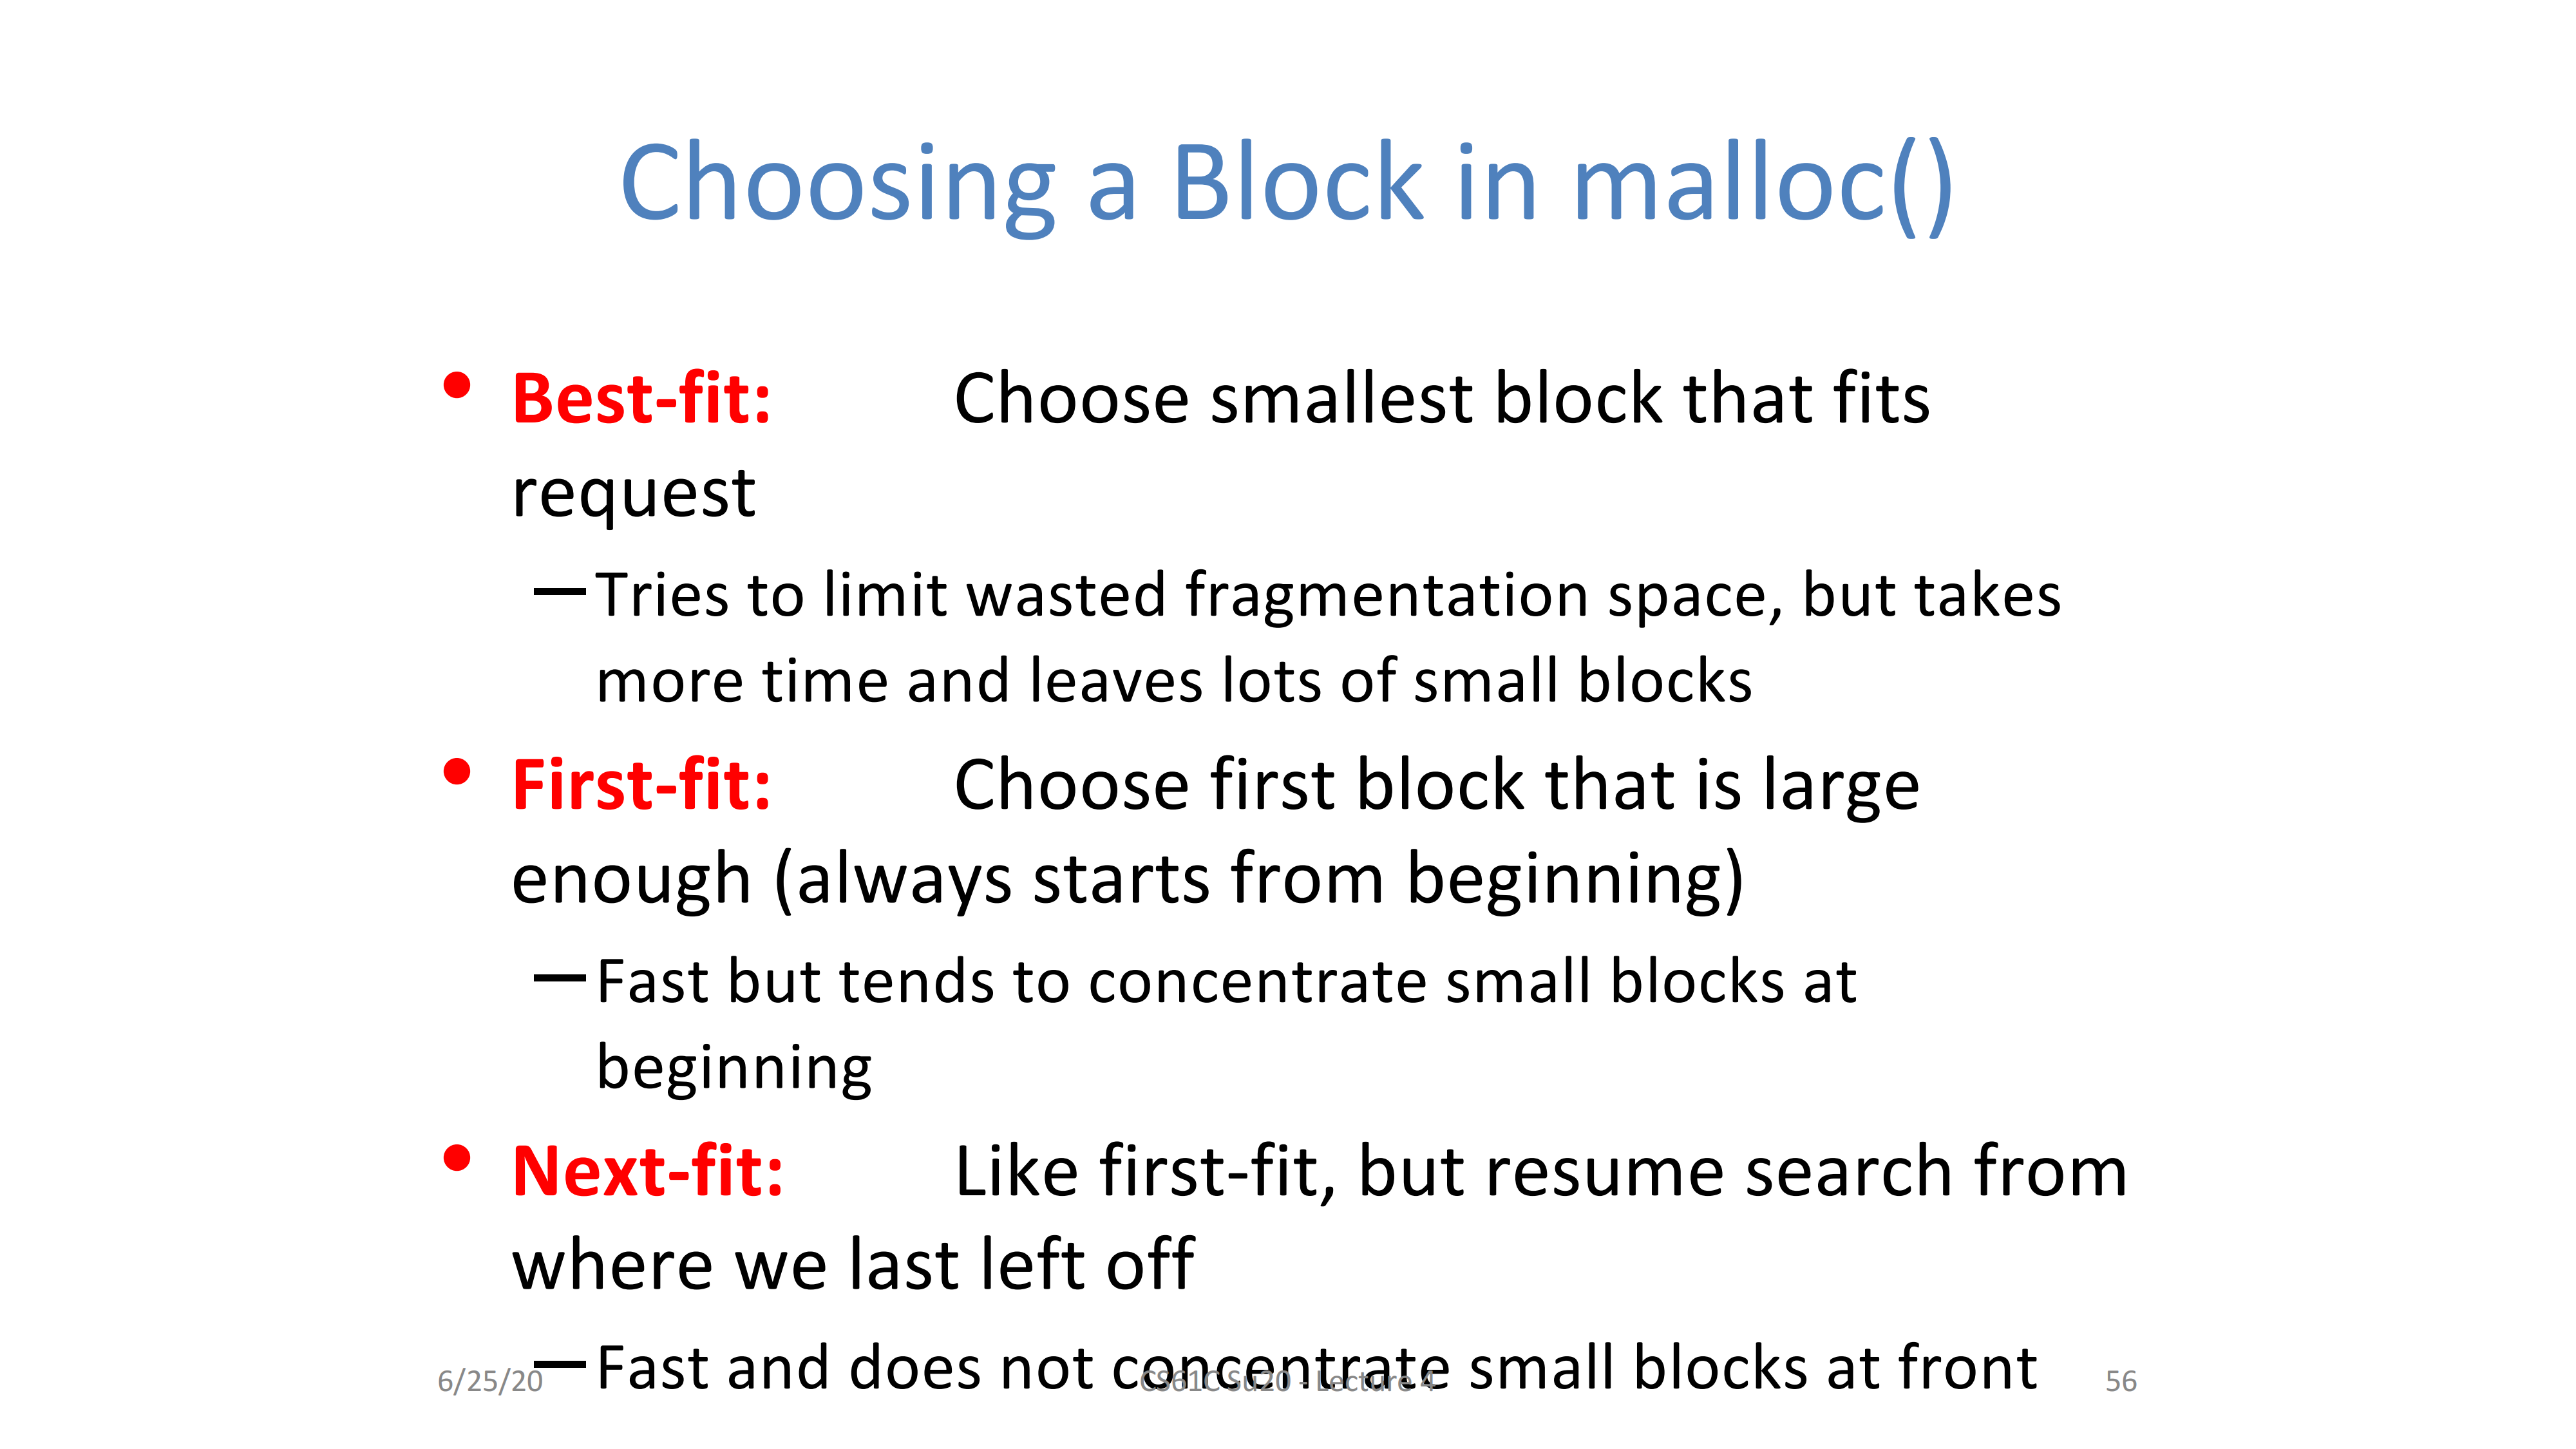 Choosing a Block in malloc()
• Best-fit: Choose smallest block that fits
request
– Tries to limit wasted fragmentation space, but takes
more time and leaves lots of small blocks
• First-fit: Choose first block that is large
enough (always starts from beginning)
– Fast but tends to concentrate small blocks at
beginning
• Next-fit: Like first-fit, but resume search from
where we last left off
– Fast and does not concentrate small blocks at front
6/25/20 CS61C Su20 - Lecture 4 56